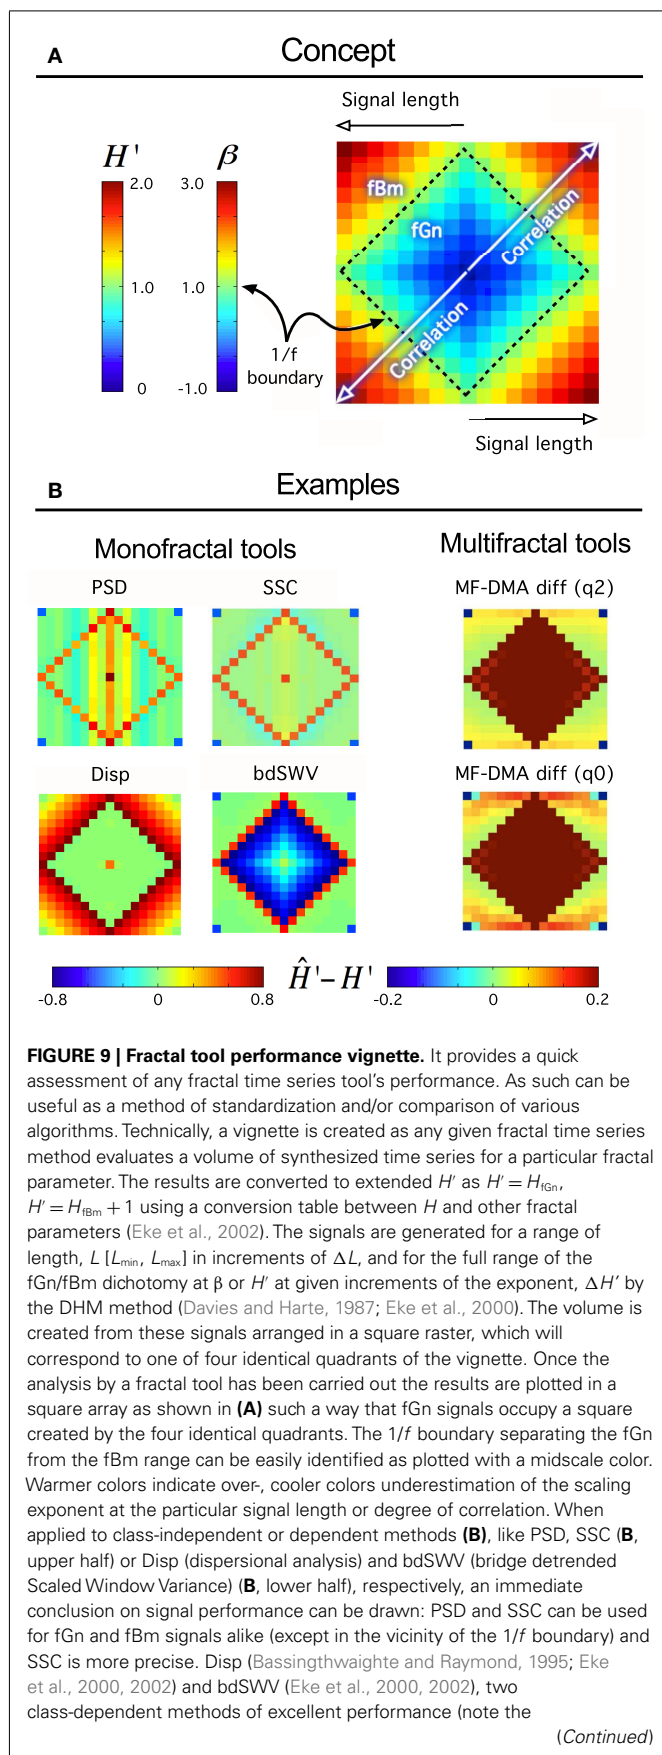 A
Concept
Signal length
H'
β
2.0
3.0
1.0
1.0
0
-1.0
fBm
fGn
Correlation
Correlation
1/f
boundary
Signal length
B
Examples
Monofractal tools
Multifractal tools
PSD
SSC
MF-DMA diff (q2)
Disp
bdSWV
MF-DMA diff (q0)
Ĥ'–H'
-0.8
0
0.8
-0.2
0
0.2
FIGURE 9 | Fractal tool performance vignette. It provides a quick
assessment of any fractal time series tool's performance. As such can be
useful as a method of standardization and/or comparison of various
algorithms. Technically, a vignette is created as any given fractal time series
method evaluates a volume of synthesized time series for a particular fractal
parameter. The results are converted to extended H′ as H′ = HfGn,
H′ = HfBm + 1 using a conversion table between H and other fractal
parameters (Eke et al., 2002). The signals are generated for a range of
length, L [Lmin, Lmax] in increments of ΔL, and for the full range of the
fGn/fBm dichotomy at β or H′ at given increments of the exponent, ΔH′ by
the DHM method (Davies and Harte, 1987; Eke et al., 2000). The volume is
created from these signals arranged in a square raster, which will
correspond to one of four identical quadrants of the vignette. Once the
analysis by a fractal tool has been carried out the results are plotted in a
square array as shown in (A) such a way that fGn signals occupy a square
created by the four identical quadrants. The 1/f boundary separating the fGn
from the fBm range can be easily identified as plotted with a midscale color.
Warmer colors indicate over-, cooler colors underestimation of the scaling
exponent at the particular signal length or degree of correlation. When
applied to class-independent or dependent methods (B), like PSD, SSC (B,
upper half) or Disp (dispersional analysis) and bdSWV (bridge detrended
Scaled Window Variance) (B, lower half), respectively, an immediate
conclusion on signal performance can be drawn: PSD and SSC can be used
for fGn and fBm signals alike (except in the vicinity of the 1/f boundary) and
SSC is more precise. Disp (Bassingthwaighte and Raymond, 1995; Eke
et al., 2000, 2002) and bdSWV (Eke et al., 2000, 2002), two
class-dependent methods of excellent performance (note the
(Continued)